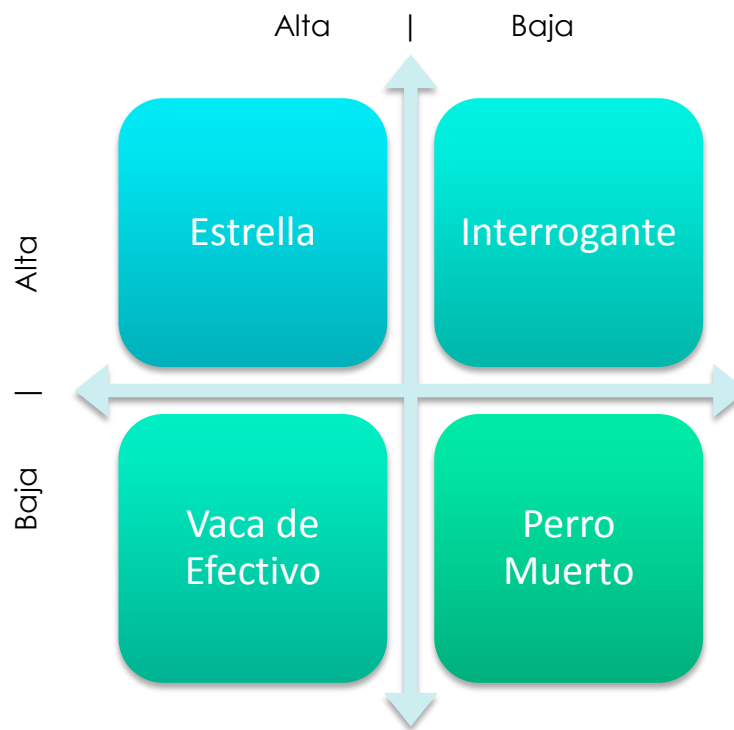 Alta | Baja
Alta
Estrella
Interrogante
|
Baja
Vaca de
Efectivo
Perro
Muerto